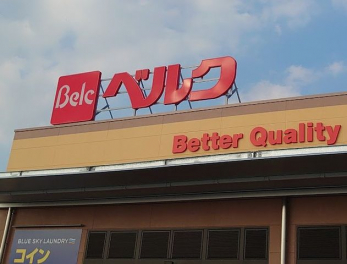 Belc ベルク
Better Quality
BLUE SKY LAUNDRY
コイン